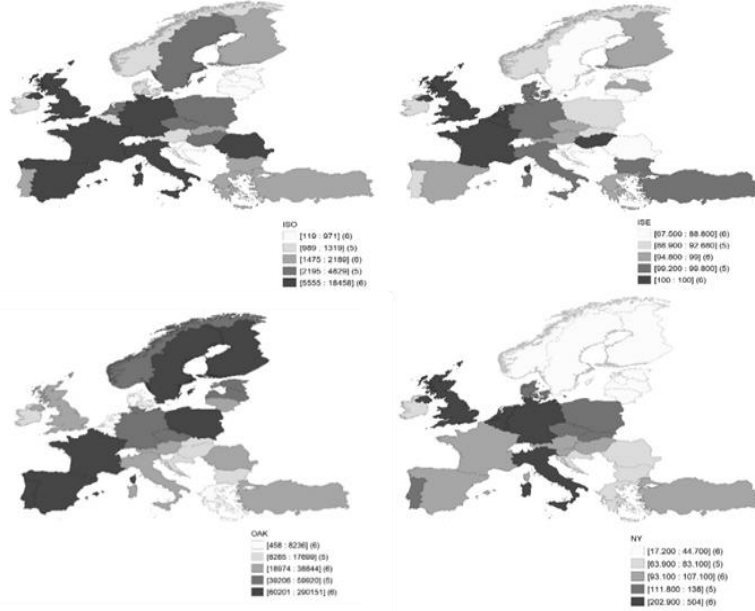 ISO
[119 : 971] (6)
[989 : 1319] (5)
[1475 : 2189] (6)
[2195 : 4829] (5)
[5555 : 18458] (6)
ISE
[67.500 : 88.800] (6)
[88.900 : 92.680] (5)
[94.800 : 99] (6)
[99.200 : 99.800] (5)
[100 : 100] (6)
OAK
[458 : 8236] (6)
[8285 : 17699] (5)
[18974 : 38844] (6)
[39206 : 59920] (5)
[60201 : 290151] (6)
NY
[17.200 : 44.700] (6)
[63.900 : 83.100] (5)
[93.100 : 107.100] (6)
[111.800 : 138] (5)
[202.900 : 504] (6)